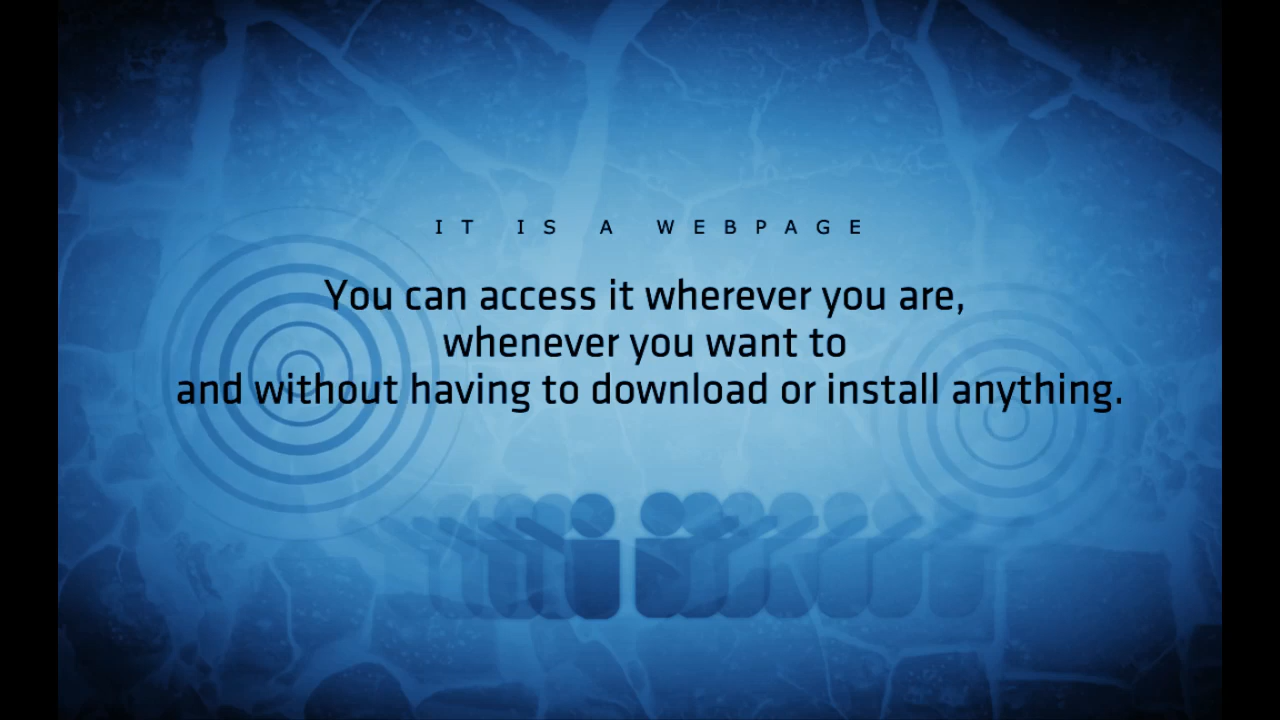 IT IS A WEBPAGE
You can access it wherever you are,
whenever you want to
and without having to download or install anything.